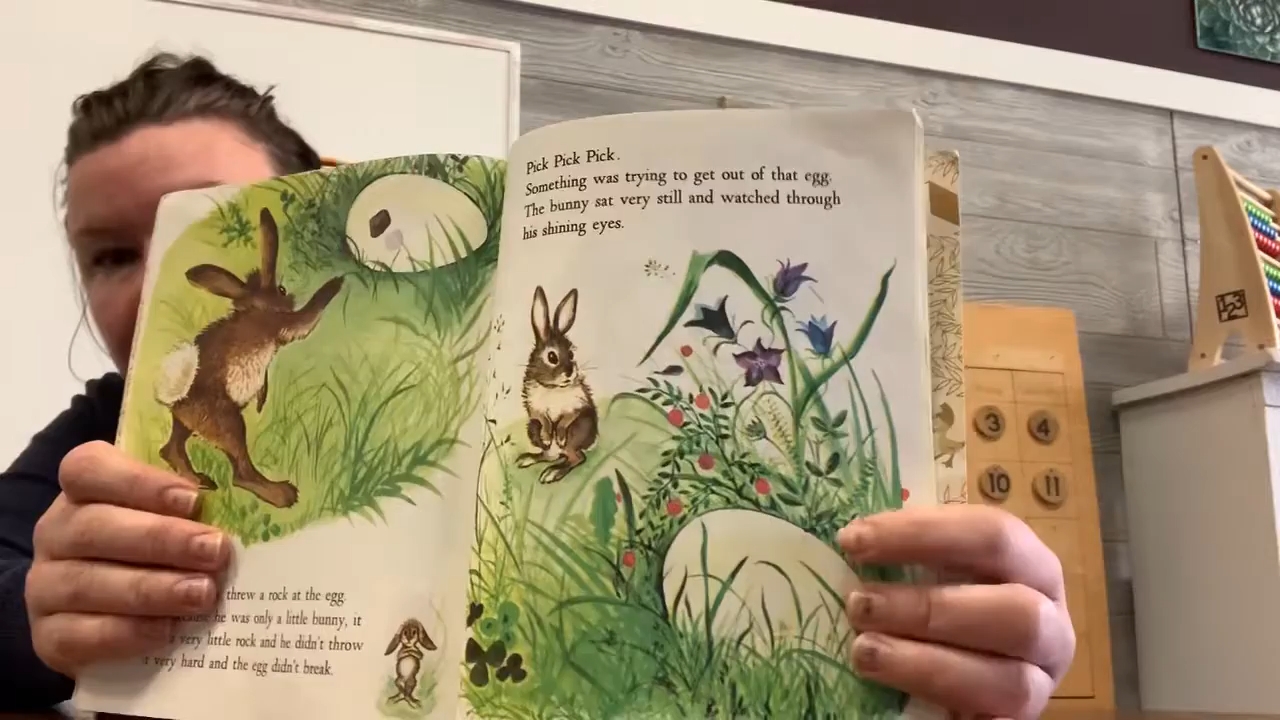 threw a rock at the egg.
he was only a little bunny, it
a very little rock and he didn't throw
it very hard and the egg didn't break.
Pick Pick Pick.
Something was trying to get out of that egg.
The bunny sat very still and watched through
his shining eyes.
3 4
10 11
123